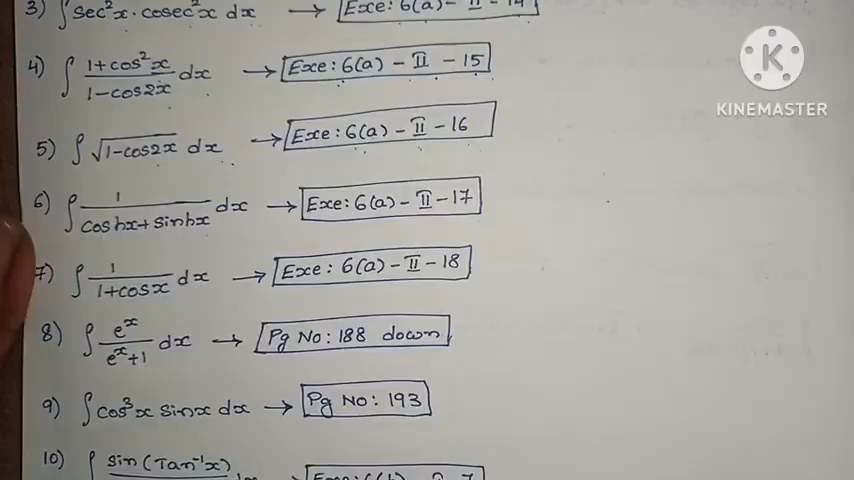 3) ∫ sec²x · cosec²x dx → Exe: 6(a) - II - 14
4) ∫ 1+cos²x / 1-cos2x dx → Exe: 6(a) - II - 15
5) ∫ √1-cos2x dx → Exe: 6(a) - II - 16
6) ∫ 1 / coshx+sinhx dx → Exe: 6(a) - II - 17
7) ∫ 1 / 1+cosx dx → Exe: 6(a) - II - 18
8) ∫ eˣ / eˣ+1 dx → Pg No: 188 down
9) ∫ cos³x sinx dx → Pg No: 193
10) ∫ sin (Tan⁻¹x)
KINEMASTER